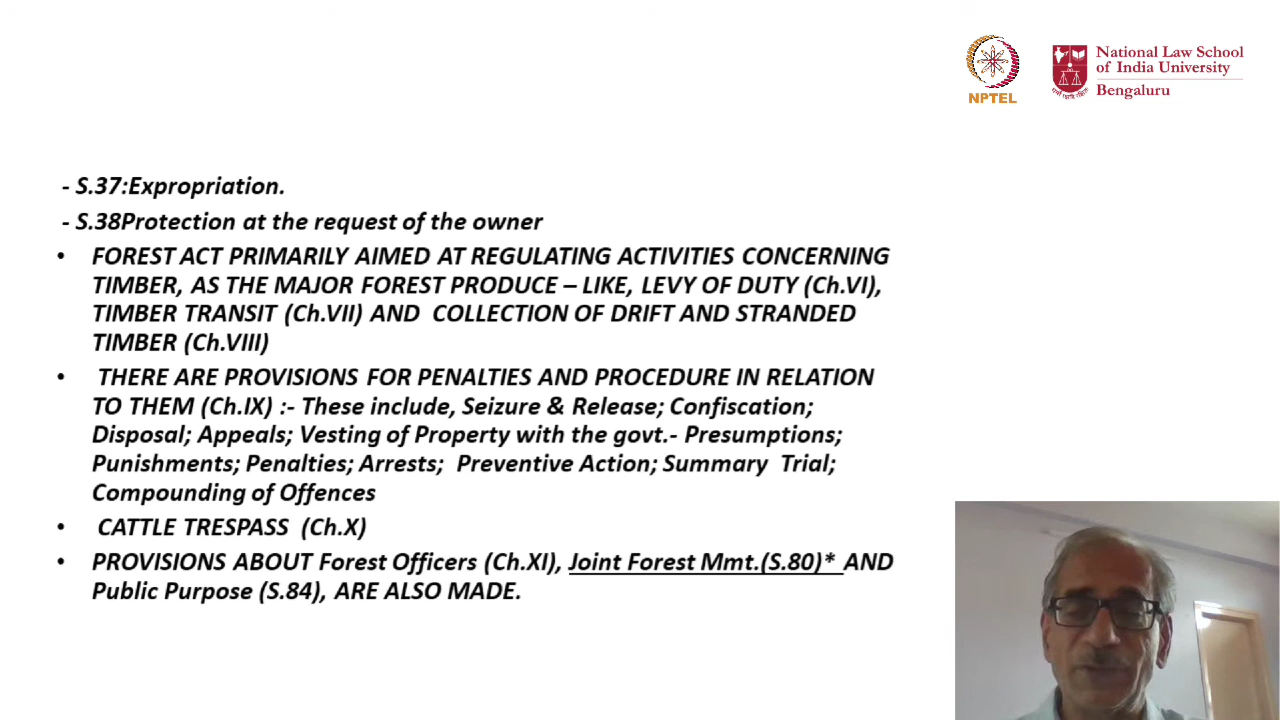 NPTEL
National Law School
of India University
Bengaluru
- S.37:Expropriation.
- S.38Protection at the request of the owner
• FOREST ACT PRIMARILY AIMED AT REGULATING ACTIVITIES CONCERNING
TIMBER, AS THE MAJOR FOREST PRODUCE – LIKE, LEVY OF DUTY (Ch.VI),
TIMBER TRANSIT (Ch.VII) AND COLLECTION OF DRIFT AND STRANDED
TIMBER (Ch.VIII)
• THERE ARE PROVISIONS FOR PENALTIES AND PROCEDURE IN RELATION
TO THEM (Ch.IX) :- These include, Seizure & Release; Confiscation;
Disposal; Appeals; Vesting of Property with the govt.- Presumptions;
Punishments; Penalties; Arrests; Preventive Action; Summary Trial;
Compounding of Offences
• CATTLE TRESPASS (Ch.X)
• PROVISIONS ABOUT Forest Officers (Ch.XI), Joint Forest Mmt.(S.80)* AND
Public Purpose (S.84), ARE ALSO MADE.